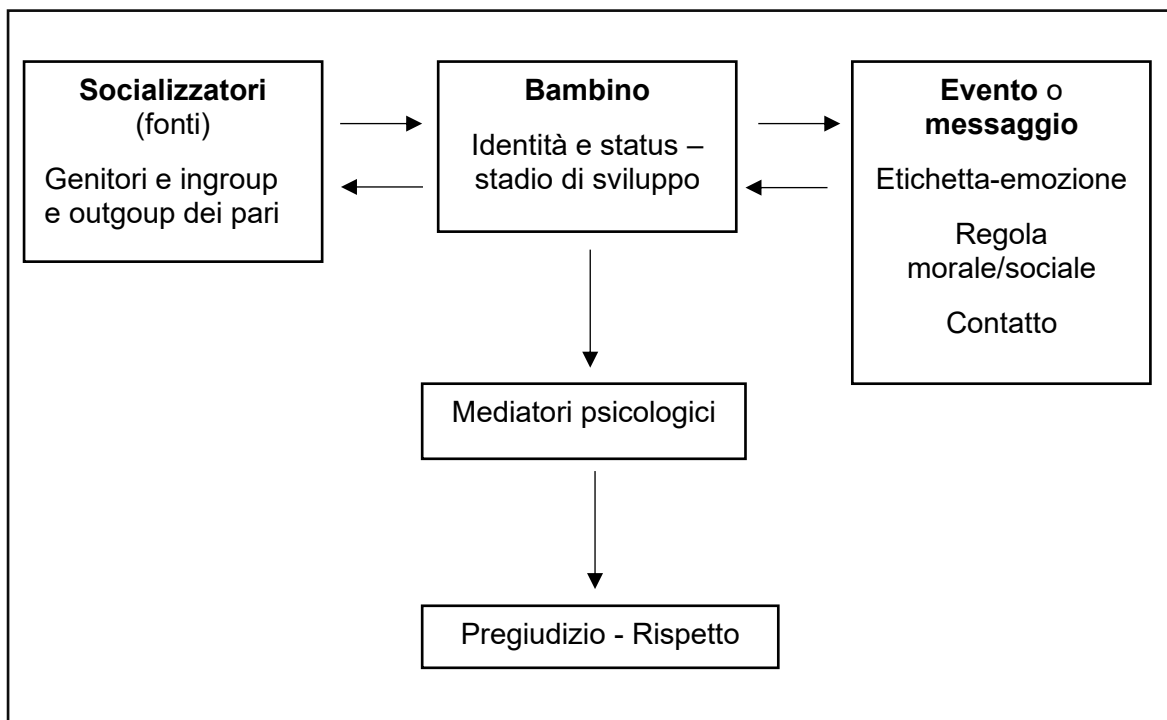 Socializzatori
(fonti)
Genitori e ingroup
e outgoup dei pari
Bambino
Identità e status –
stadio di sviluppo
Evento o
messaggio
Etichetta-emozione
Regola
morale/sociale
Contatto
Mediatori psicologici
Pregiudizio - Rispetto